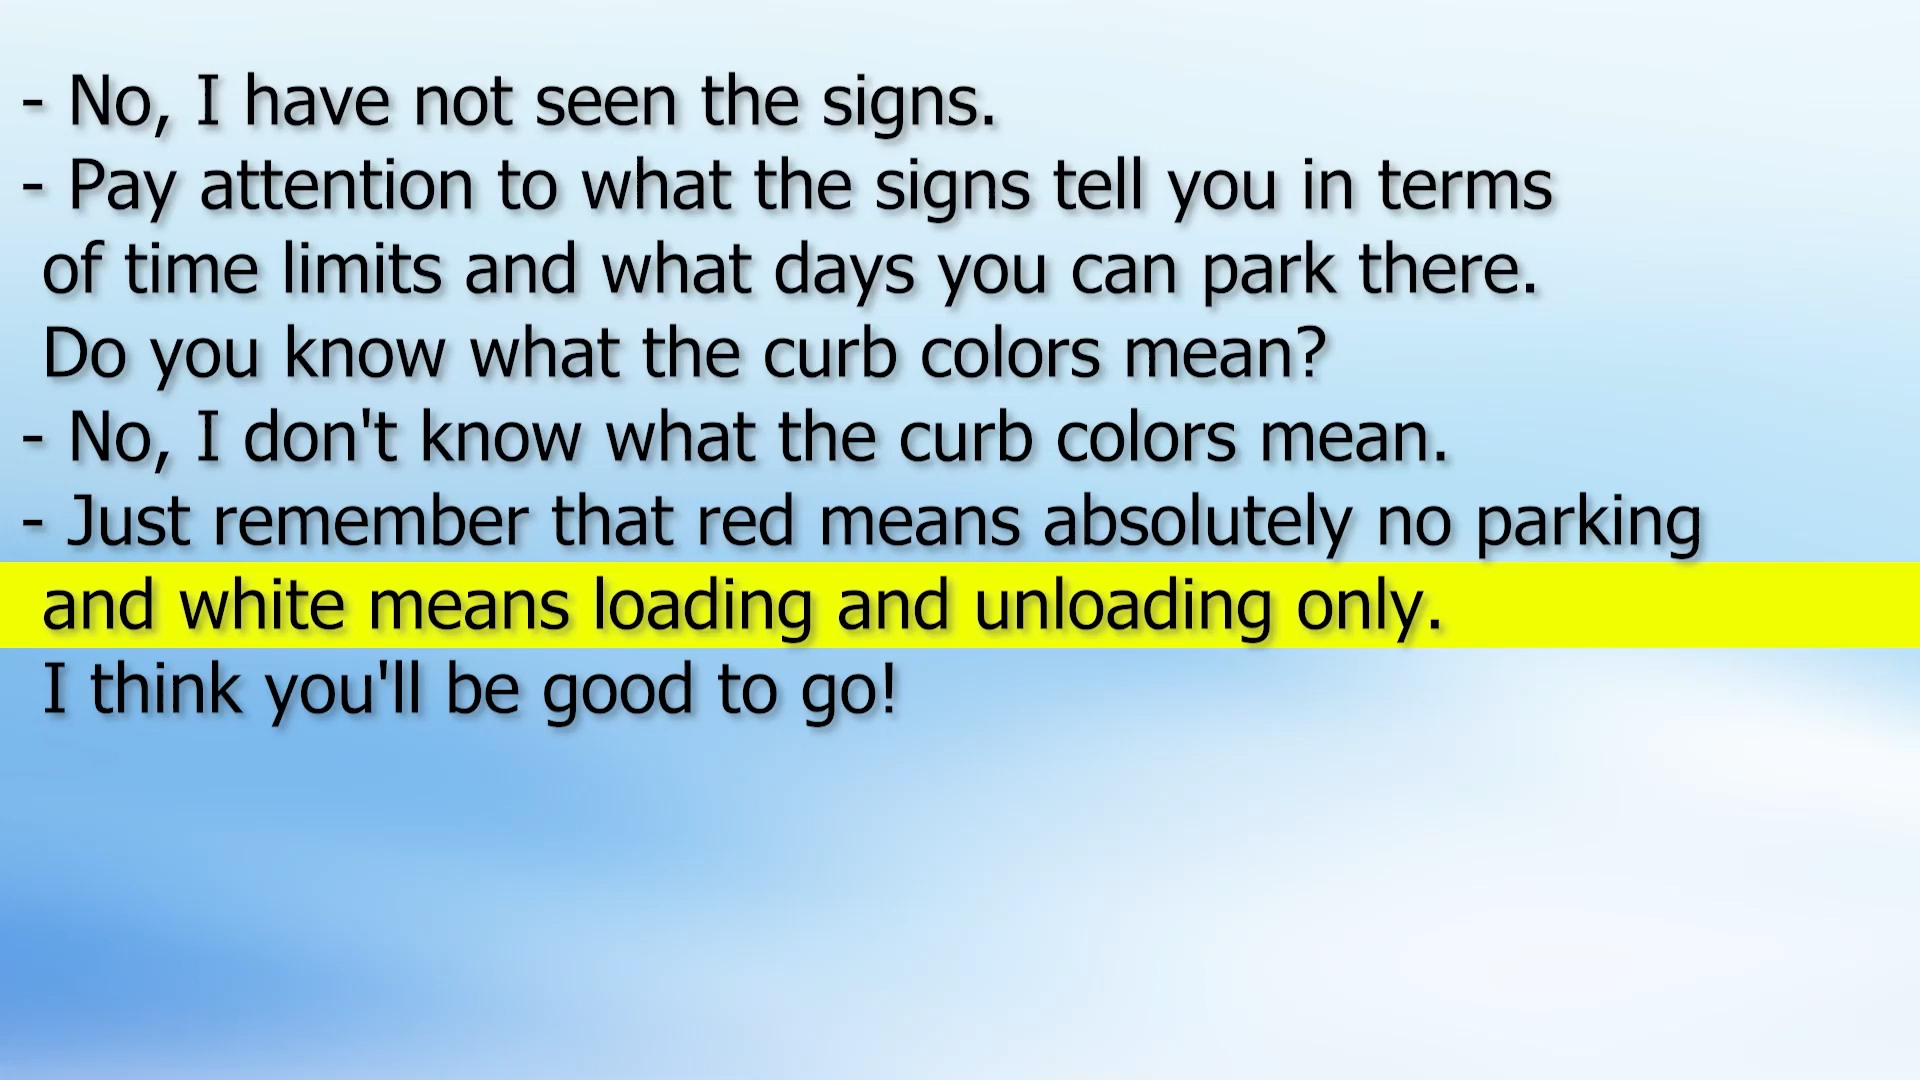 - No, I have not seen the signs.
- Pay attention to what the signs tell you in terms
of time limits and what days you can park there.
Do you know what the curb colors mean?
- No, I don't know what the curb colors mean.
- Just remember that red means absolutely no parking
and white means loading and unloading only.
I think you'll be good to go!